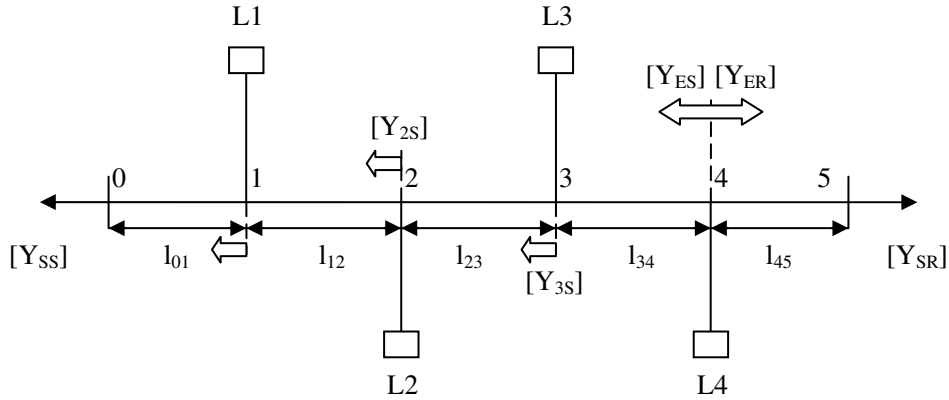 L1 L3
[Y_ES] [Y_ER]
[Y_2S]
0 1 2 3 4 5
[Y_SS] l_01 l_12 l_23 l_34 l_45 [Y_SR]
[Y_3S]
L2 L4